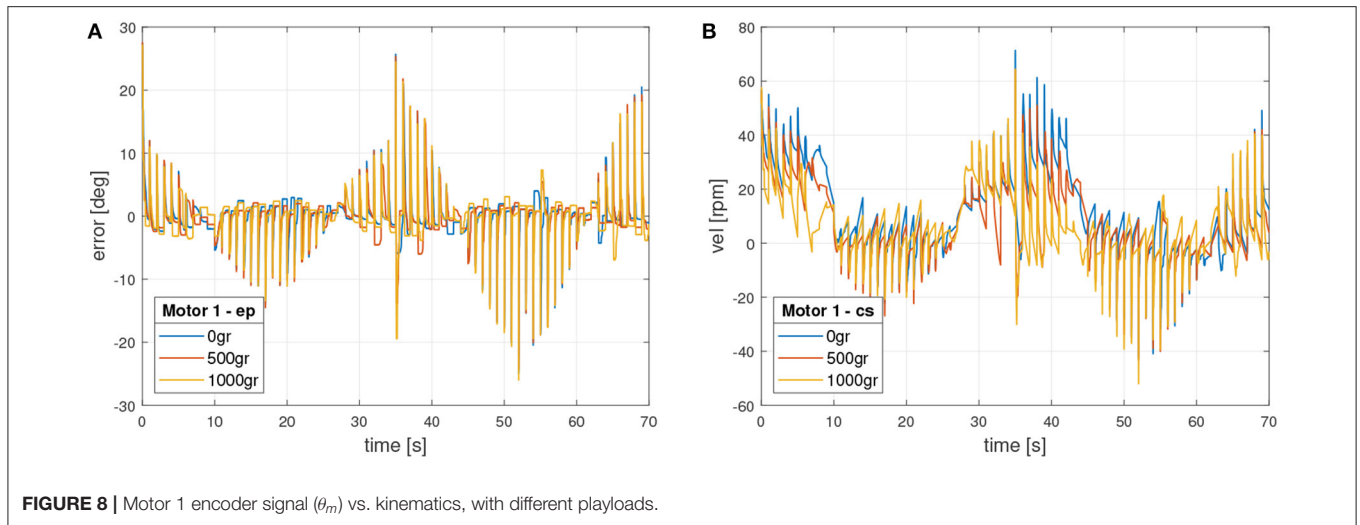 A
30
20
10
0
-10
-20
-30
error [deg]
0 10 20 30 40 50 60 70
time [s]
Motor 1 - ep
0gr
500gr
1000gr
B
80
60
40
20
0
-20
-40
-60
vel [rpm]
0 10 20 30 40 50 60 70
time [s]
Motor 1 - cs
0gr
500gr
1000gr
FIGURE 8 | Motor 1 encoder signal (θm) vs. kinematics, with different playloads.